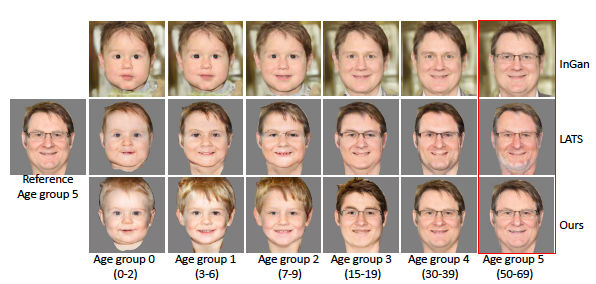 InGan
LATS
Reference
Age group 5
Ours
Age group 0
(0-2)
Age group 1
(3-6)
Age group 2
(7-9)
Age group 3
(15-19)
Age group 4
(30-39)
Age group 5
(50-69)